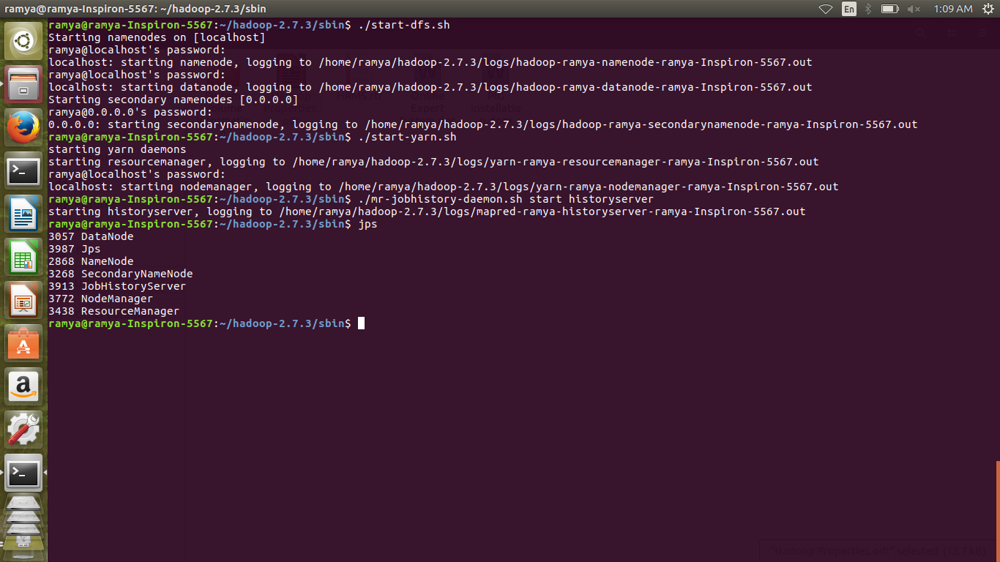 ramya@ramya-Inspiron-5567: ~/hadoop-2.7.3/sbin
En
1:09 AM
ramya@ramya-Inspiron-5567:~/hadoop-2.7.3/sbin$ ./start-dfs.sh
Starting namenodes on [localhost]
ramya@localhost's password:
localhost: starting namenode, logging to /home/ramya/hadoop-2.7.3/logs/hadoop-ramya-namenode-ramya-Inspiron-5567.out
ramya@localhost's password:
localhost: starting datanode, logging to /home/ramya/hadoop-2.7.3/logs/hadoop-ramya-datanode-ramya-Inspiron-5567.out
Starting secondary namenodes [0.0.0.0]
ramya@0.0.0.0's password:
0.0.0.0: starting secondarynamenode, logging to /home/ramya/hadoop-2.7.3/logs/hadoop-ramya-secondarynamenode-ramya-Inspiron-5567.out
ramya@ramya-Inspiron-5567:~/hadoop-2.7.3/sbin$ ./start-yarn.sh
starting yarn daemons
starting resourcemanager, logging to /home/ramya/hadoop-2.7.3/logs/yarn-ramya-resourcemanager-ramya-Inspiron-5567.out
ramya@localhost's password:
localhost: starting nodemanager, logging to /home/ramya/hadoop-2.7.3/logs/yarn-ramya-nodemanager-ramya-Inspiron-5567.out
ramya@ramya-Inspiron-5567:~/hadoop-2.7.3/sbin$ ./mr-jobhistory-daemon.sh start historyserver
starting historyserver, logging to /home/ramya/hadoop-2.7.3/logs/mapred-ramya-historyserver-ramya-Inspiron-5567.out
ramya@ramya-Inspiron-5567:~/hadoop-2.7.3/sbin$ jps
3057 DataNode
3987 Jps
2868 NameNode
3268 SecondaryNameNode
3913 JobHistoryServer
3772 NodeManager
3438 ResourceManager
ramya@ramya-Inspiron-5567:~/hadoop-2.7.3/sbin$
"Hadoop Properties.odt" selected (13.7 kB)